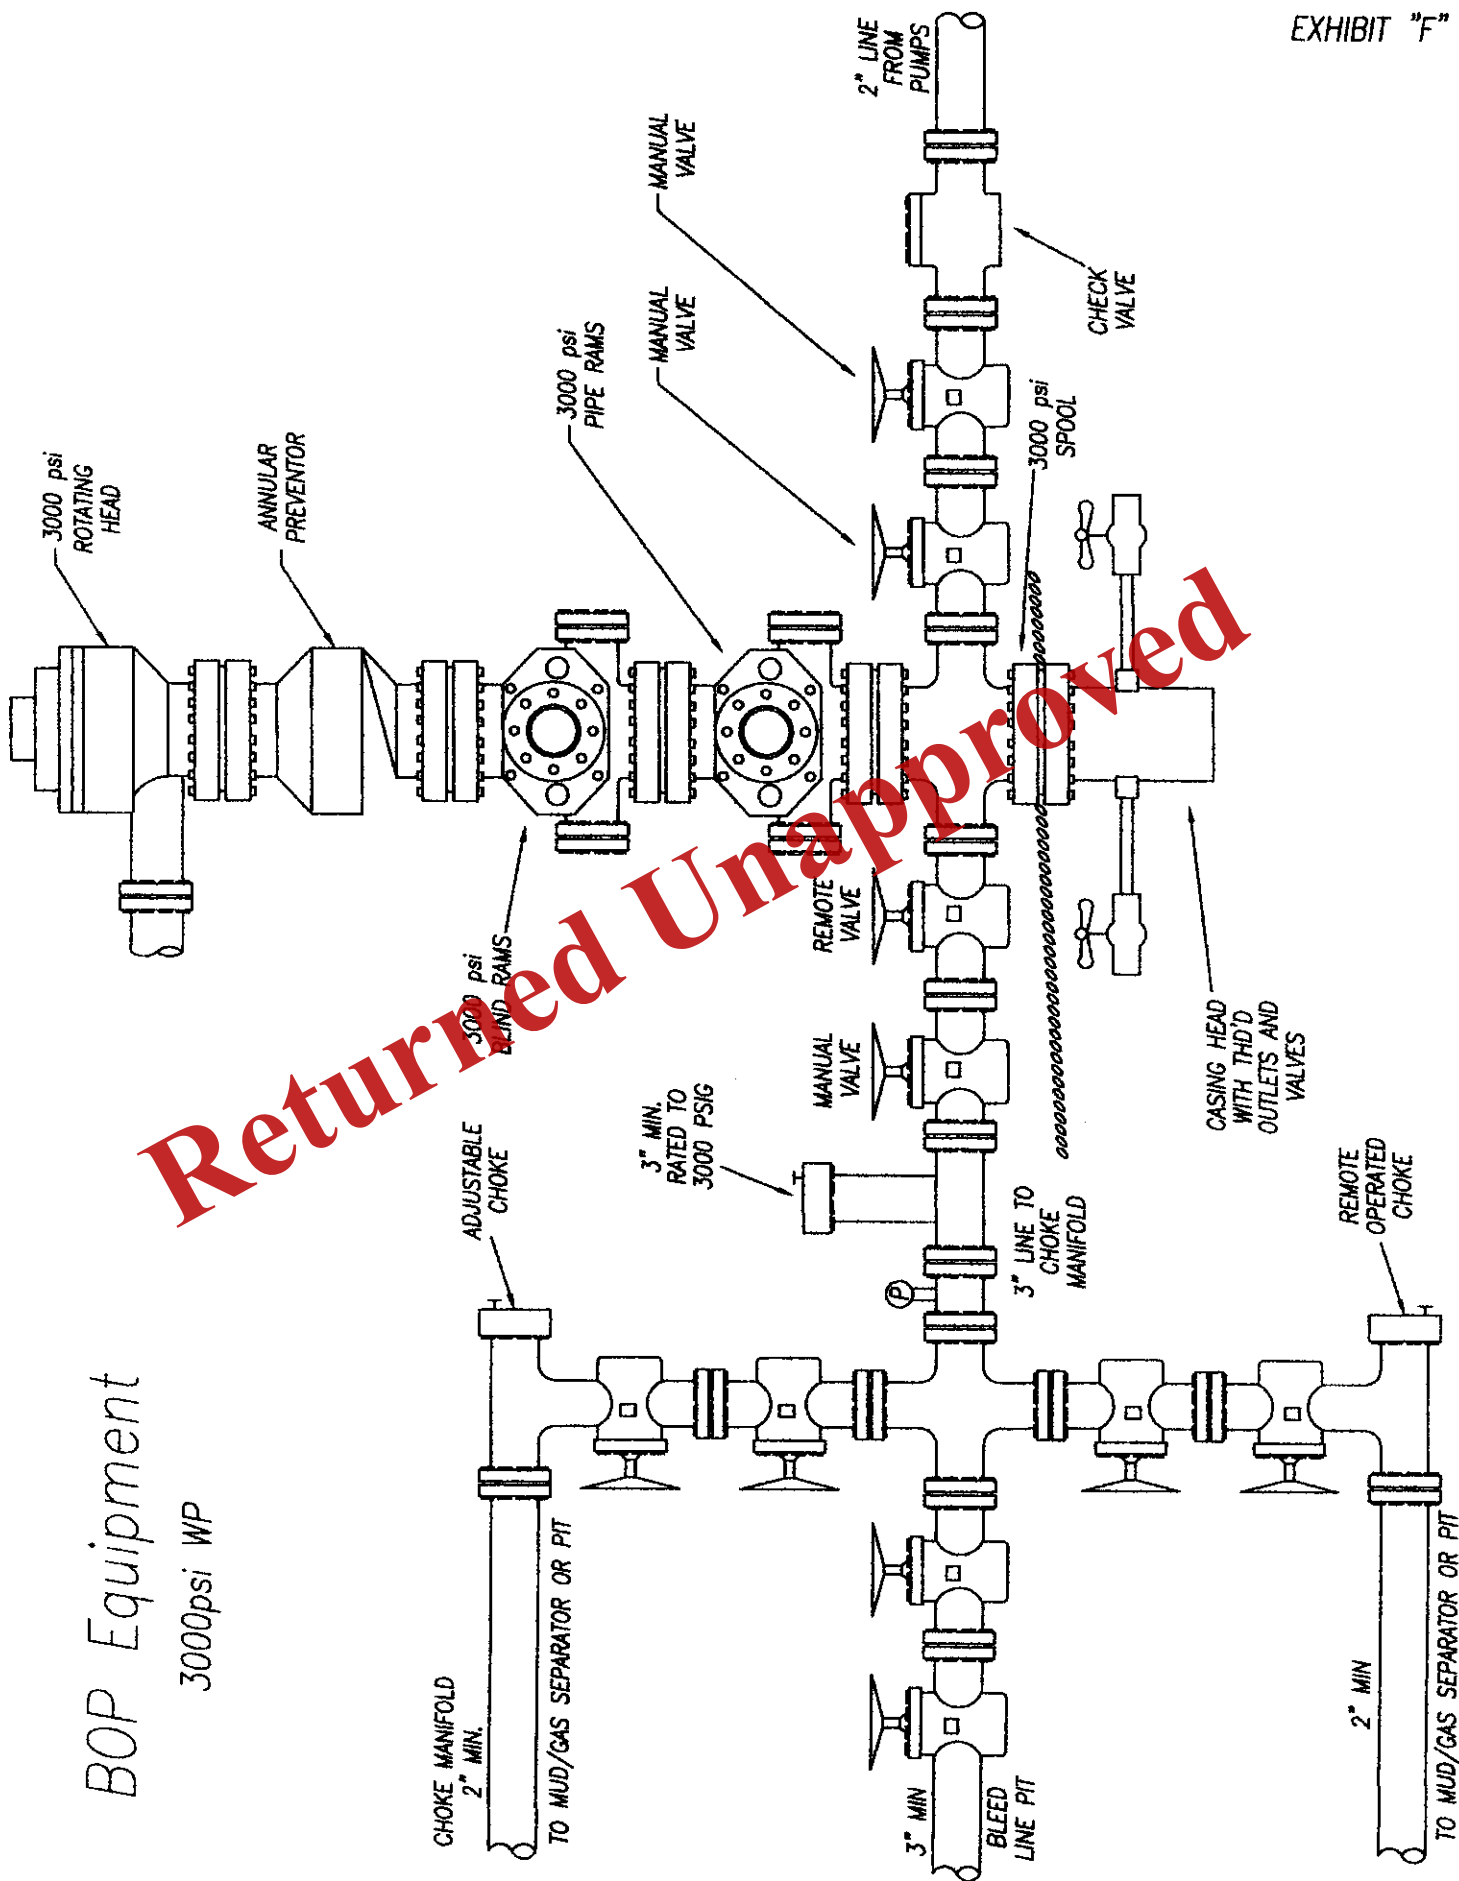 EXHIBIT "F"
BOP Equipment
3000psi WP
3000 psi
ROTATING
HEAD
ANNULAR
PREVENTOR
3000 psi
BLIND RAMS
3000 psi
PIPE RAMS
MANUAL
VALVE
MANUAL
VALVE
2" LINE
FROM
PUMPS
CHECK
VALVE
3000 psi
SPOOL
REMOTE
VALVE
MANUAL
VALVE
CASING HEAD
WITH THD'D
OUTLETS AND
VALVES
3" MIN.
RATED TO
3000 PSIG
3" LINE TO
CHOKE
MANIFOLD
P
ADJUSTABLE
CHOKE
REMOTE
OPERATED
CHOKE
CHOKE MANIFOLD
2" MIN.
TO MUD/GAS SEPARATOR OR PIT
3" MIN
BLEED
LINE PIT
2" MIN
TO MUD/GAS SEPARATOR OR PIT
Returned Unapproved